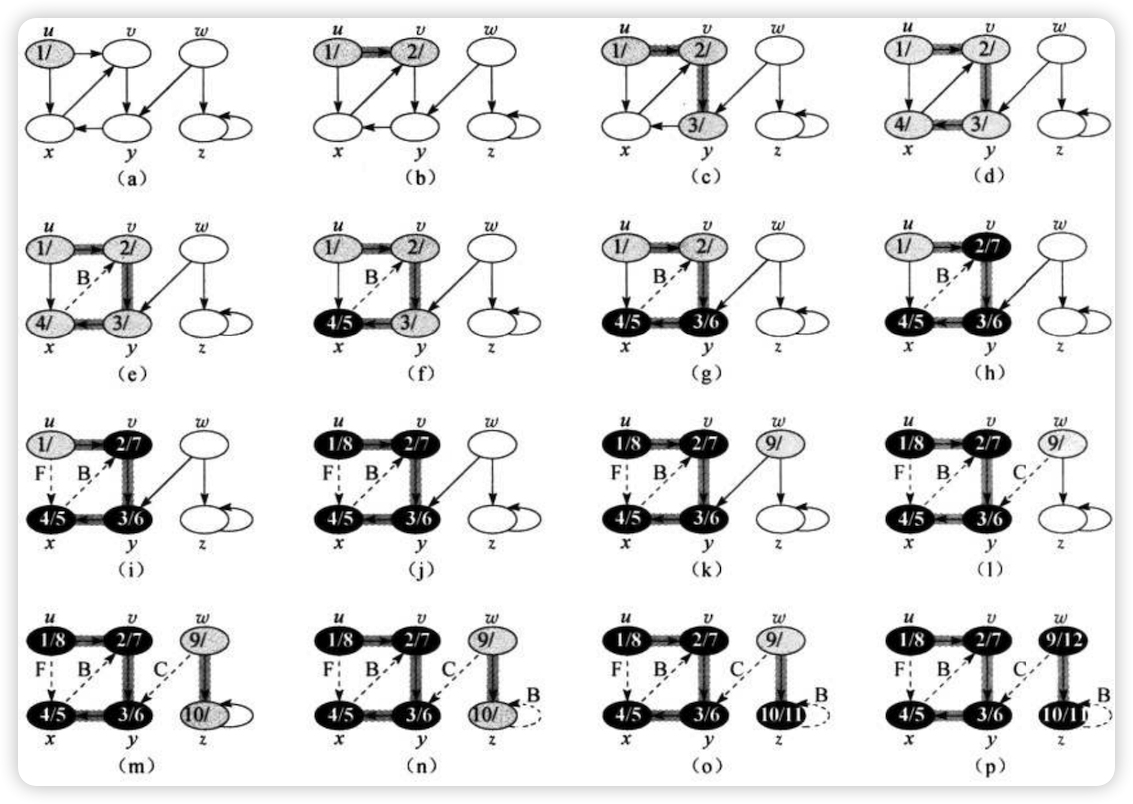 u v w u v w u v w u v w
1/ 1/ 2/ 1/ 2/ 1/ 2/
3/ 4/ 3/
x y z x y z x y z x y z
(a) (b) (c) (d)
u v w u v w u v w u v w
1/ 2/ 1/ 2/ 1/ 2/ 1/ 2/7
B B B B
4/ 3/ 4/5 3/ 4/5 3/6 4/5 3/6
x y z x y z x y z x y z
(e) (f) (g) (h)
u v w u v w u v w u v w
1/ 2/7 1/8 2/7 1/8 2/7 9/ 1/8 2/7 9/
F B F B F B F B C
4/5 3/6 4/5 3/6 4/5 3/6 4/5 3/6
x y z x y z x y z x y z
(i) (j) (k) (l)
u v w u v w u v w u v w
1/8 2/7 9/ 1/8 2/7 9/ 1/8 2/7 9/ 1/8 2/7 9/12
F B C F B C B F B C B F B C B
4/5 3/6 10/ 4/5 3/6 10/ 4/5 3/6 10/11 4/5 3/6 10/11
x y z x y z x y z x y z
(m) (n) (o) (p)